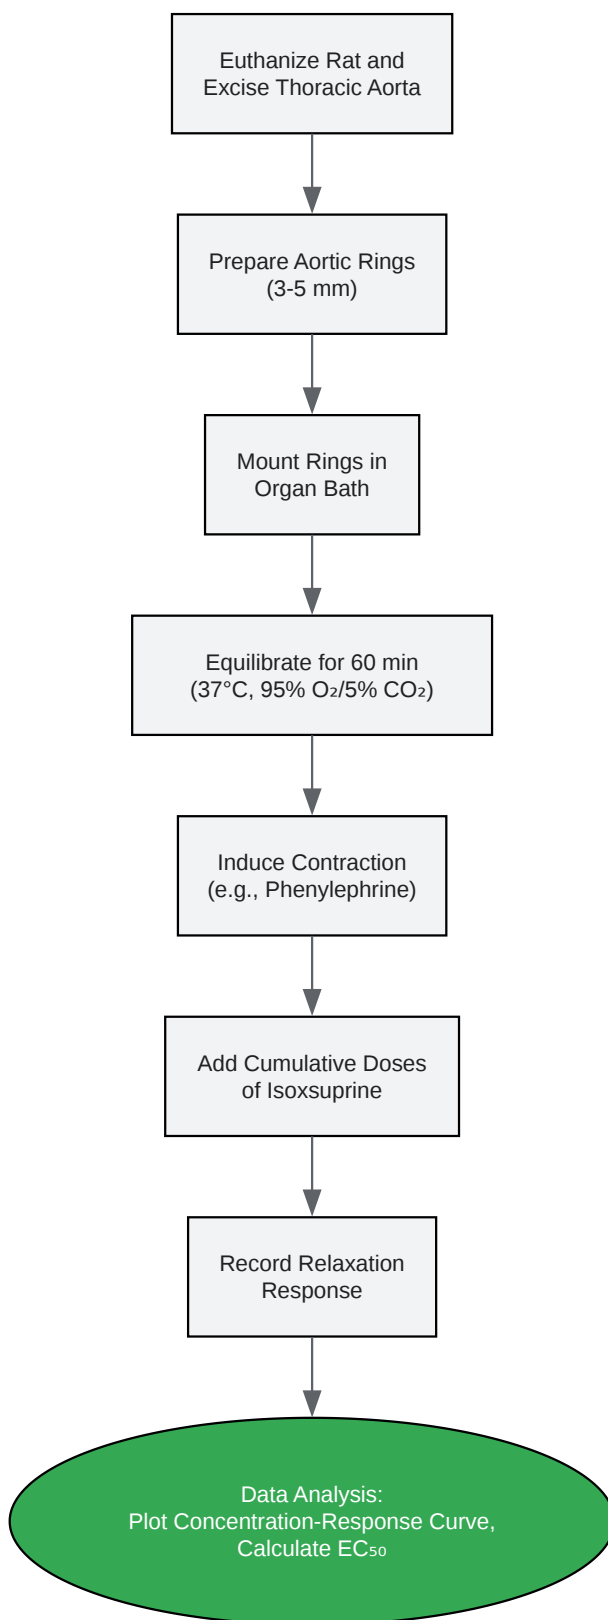 Euthanize Rat and
Excise Thoracic Aorta
Prepare Aortic Rings
(3-5 mm)
Mount Rings in
Organ Bath
Equilibrate for 60 min
(37°C, 95% O₂/5% CO₂)
Induce Contraction
(e.g., Phenylephrine)
Add Cumulative Doses
of Isoxsuprine
Record Relaxation
Response
Data Analysis:
Plot Concentration-Response Curve,
Calculate EC₅₀